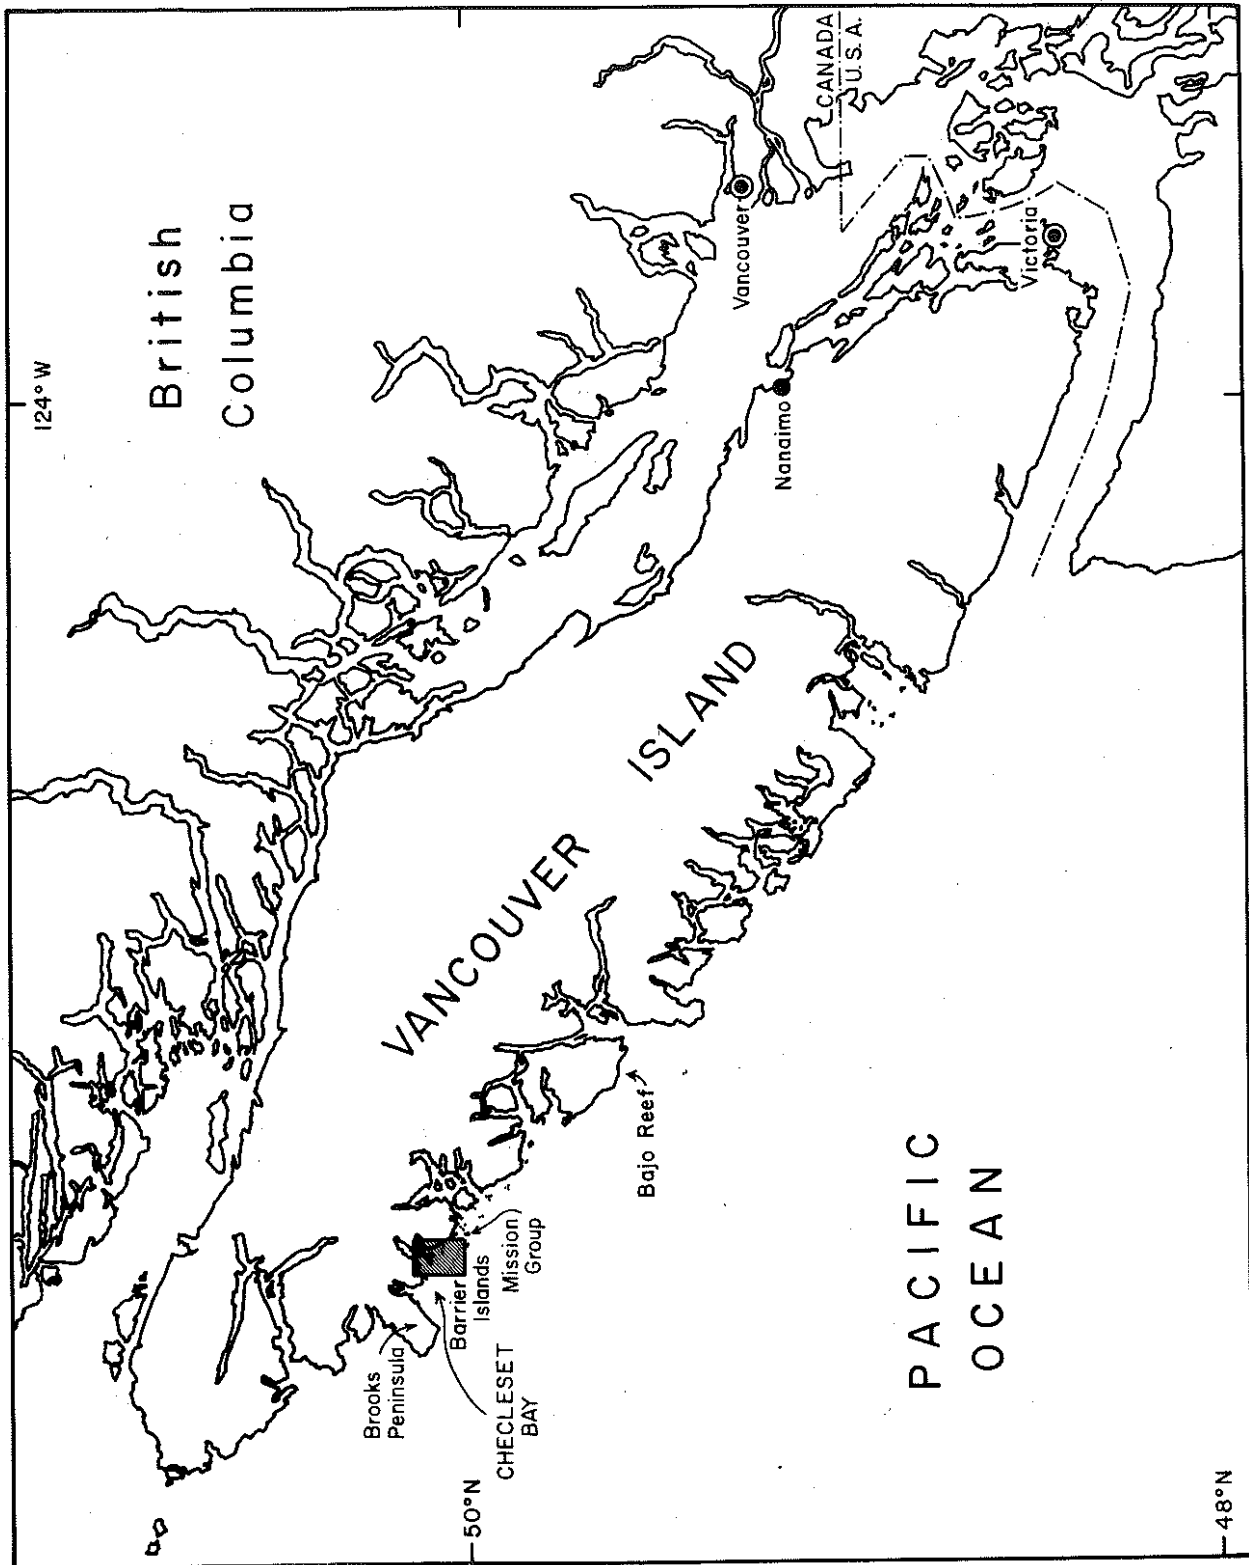 124°W
British
Columbia
CANADA
U.S.A.
Vancouver
Victoria
Nanaimo
VANCOUVER ISLAND
Bajo Reef
Mission
Group
Barrier
Islands
Brooks
Peninsula
CHECLESET
BAY
50°N
48°N
PACIFIC
OCEAN